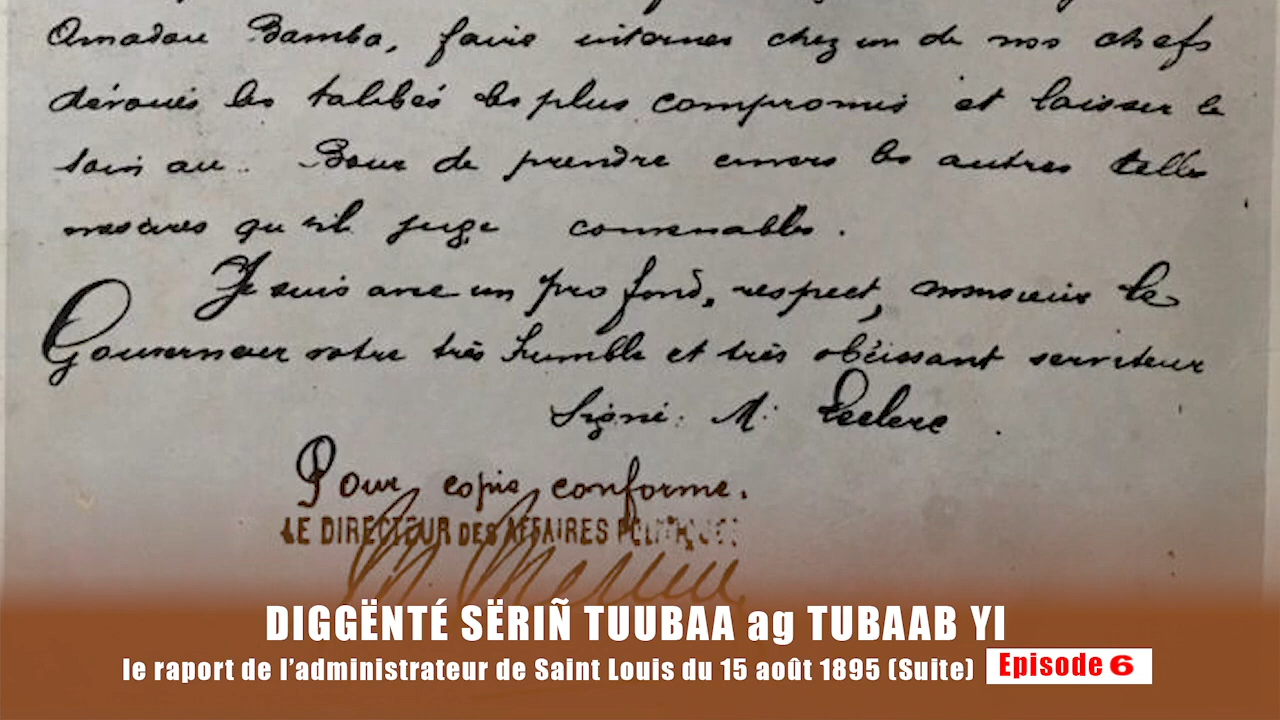 Amadou Bamba, faire interner chez un de nos chefs
dévoués les talibés les plus compromis et laisser le
soin au Bour de prendre envers les autres telles
mesures qu'il juge convenables.
Je suis avec un profond, respect, monsieur le
Gouverneur votre très humble et très obéissant serviteur
Signé: M. Leclerc.
Pour copie conforme.
LE DIRECTEUR DES AFFAIRES POLITIQUES
DIGGËNTÉ SËRIÑ TUUBAA ag TUBAAB YI
le raport de l'administrateur de Saint Louis du 15 août 1895 (Suite) Episode 6